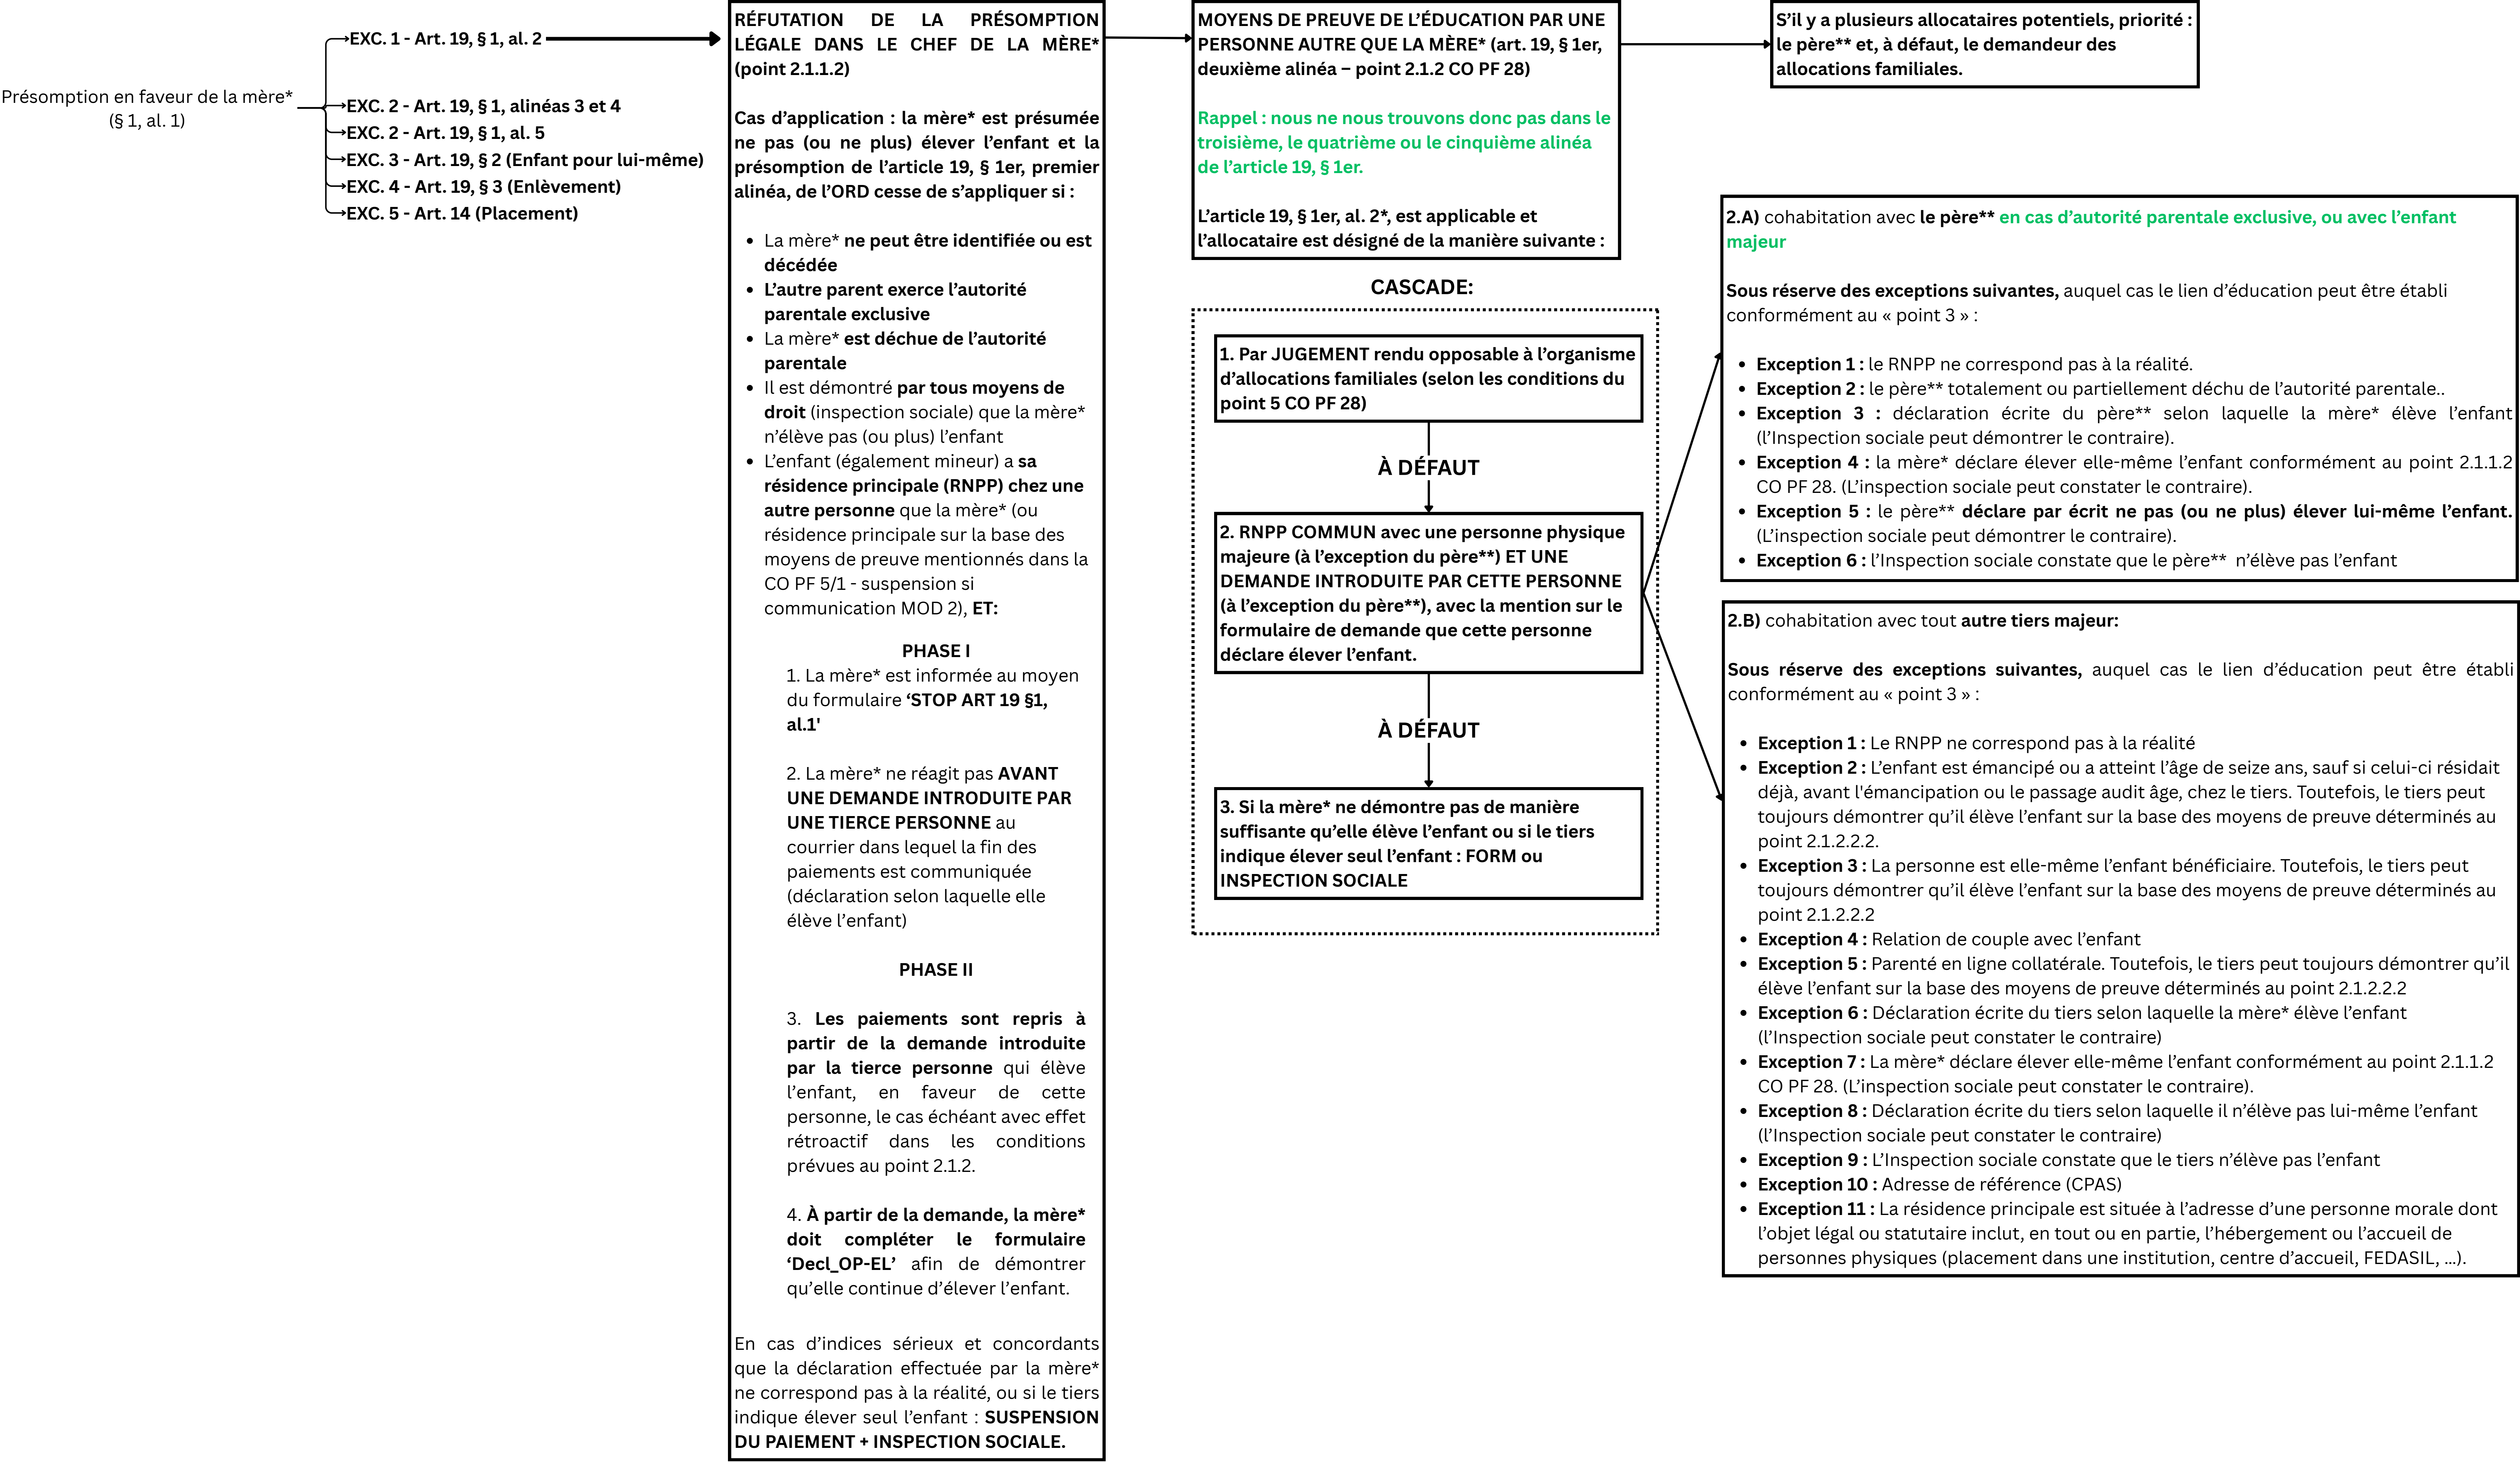 Présomption en faveur de la mère*
(§ 1, al. 1)
EXC. 1 - Art. 19, § 1, al. 2
EXC. 2 - Art. 19, § 1, alinéas 3 et 4
EXC. 2 - Art. 19, § 1, al. 5
EXC. 3 - Art. 19, § 2 (Enfant pour lui-même)
EXC. 4 - Art. 19, § 3 (Enlèvement)
EXC. 5 - Art. 14 (Placement)
RÉFUTATION DE LA PRÉSOMPTION
LÉGALE DANS LE CHEF DE LA MÈRE*
(point 2.1.1.2)
Cas d’application : la mère* est présumée
ne pas (ou ne plus) élever l’enfant et la
présomption de l’article 19, § 1er, premier
alinéa, de l’ORD cesse de s’appliquer si :
• La mère* ne peut être identifiée ou est
décédée
• L’autre parent exerce l’autorité
parentale exclusive
• La mère* est déchue de l’autorité
parentale
• Il est démontré par tous moyens de
droit (inspection sociale) que la mère*
n’élève pas (ou plus) l’enfant
• L’enfant (également mineur) a sa
résidence principale (RNPP) chez une
autre personne que la mère* (ou
résidence principale sur la base des
moyens de preuve mentionnés dans la
CO PF 5/1 - suspension si
communication MOD 2), ET:
PHASE I
1. La mère* est informée au moyen
du formulaire ‘STOP ART 19 §1,
al.1'
2. La mère* ne réagit pas AVANT
UNE DEMANDE INTRODUITE PAR
UNE TIERCE PERSONNE au
courrier dans lequel la fin des
paiements est communiquée
(déclaration selon laquelle elle
élève l’enfant)
PHASE II
3. Les paiements sont repris à
partir de la demande introduite
par la tierce personne qui élève
l’enfant, en faveur de cette
personne, le cas échéant avec effet
rétroactif dans les conditions
prévues au point 2.1.2.
4. À partir de la demande, la mère*
doit compléter le formulaire
‘Decl_OP-EL’ afin de démontrer
qu’elle continue d’élever l’enfant.
En cas d’indices sérieux et concordants
que la déclaration effectuée par la mère*
ne correspond pas à la réalité, ou si le tiers
indique élever seul l’enfant : SUSPENSION
DU PAIEMENT + INSPECTION SOCIALE.
MOYENS DE PREUVE DE L’ÉDUCATION PAR UNE
PERSONNE AUTRE QUE LA MÈRE* (art. 19, § 1er,
deuxième alinéa – point 2.1.2 CO PF 28)
Rappel : nous ne nous trouvons donc pas dans le
troisième, le quatrième ou le cinquième alinéa
de l’article 19, § 1er.
L’article 19, § 1er, al. 2*, est applicable et
l’allocataire est désigné de la manière suivante :
CASCADE:
1. Par JUGEMENT rendu opposable à l’organisme
d’allocations familiales (selon les conditions du
point 5 CO PF 28)
À DÉFAUT
2. RNPP COMMUN avec une personne physique
majeure (à l’exception du père**) ET UNE
DEMANDE INTRODUITE PAR CETTE PERSONNE
(à l’exception du père**), avec la mention sur le
formulaire de demande que cette personne
déclare élever l’enfant.
À DÉFAUT
3. Si la mère* ne démontre pas de manière
suffisante qu’elle élève l’enfant ou si le tiers
indique élever seul l’enfant : FORM ou
INSPECTION SOCIALE
S’il y a plusieurs allocataires potentiels, priorité :
le père** et, à défaut, le demandeur des
allocations familiales.
2.A) cohabitation avec le père** en cas d’autorité parentale exclusive, ou avec l’enfant
majeur
Sous réserve des exceptions suivantes, auquel cas le lien d’éducation peut être établi
conformément au « point 3 » :
• Exception 1 : le RNPP ne correspond pas à la réalité.
• Exception 2 : le père** totalement ou partiellement déchu de l’autorité parentale..
• Exception 3 : déclaration écrite du père** selon laquelle la mère* élève l’enfant
(l’Inspection sociale peut démontrer le contraire).
• Exception 4 : la mère* déclare élever elle-même l’enfant conformément au point 2.1.1.2
CO PF 28. (L’inspection sociale peut constater le contraire).
• Exception 5 : le père** déclare par écrit ne pas (ou ne plus) élever lui-même l’enfant.
(L’inspection sociale peut démontrer le contraire).
• Exception 6 : l’Inspection sociale constate que le père** n’élève pas l’enfant
2.B) cohabitation avec tout autre tiers majeur:
Sous réserve des exceptions suivantes, auquel cas le lien d’éducation peut être établi
conformément au « point 3 » :
• Exception 1 : Le RNPP ne correspond pas à la réalité
• Exception 2 : L’enfant est émancipé ou a atteint l’âge de seize ans, sauf si celui-ci résidait
déjà, avant l'émancipation ou le passage audit âge, chez le tiers. Toutefois, le tiers peut
toujours démontrer qu’il élève l’enfant sur la base des moyens de preuve déterminés au
point 2.1.2.2.2.
• Exception 3 : La personne est elle-même l’enfant bénéficiaire. Toutefois, le tiers peut
toujours démontrer qu’il élève l’enfant sur la base des moyens de preuve déterminés au
point 2.1.2.2.2
• Exception 4 : Relation de couple avec l’enfant
• Exception 5 : Parenté en ligne collatérale. Toutefois, le tiers peut toujours démontrer qu’il
élève l’enfant sur la base des moyens de preuve déterminés au point 2.1.2.2.2
• Exception 6 : Déclaration écrite du tiers selon laquelle la mère* élève l’enfant
(l’Inspection sociale peut constater le contraire)
• Exception 7 : La mère* déclare élever elle-même l’enfant conformément au point 2.1.1.2
CO PF 28. (L’inspection sociale peut constater le contraire).
• Exception 8 : Déclaration écrite du tiers selon laquelle il n’élève pas lui-même l’enfant
(l’Inspection sociale peut constater le contraire)
• Exception 9 : L’Inspection sociale constate que le tiers n’élève pas l’enfant
• Exception 10 : Adresse de référence (CPAS)
• Exception 11 : La résidence principale est située à l’adresse d’une personne morale dont
l’objet légal ou statutaire inclut, en tout ou en partie, l’hébergement ou l’accueil de
personnes physiques (placement dans une institution, centre d’accueil, FEDASIL, ...).